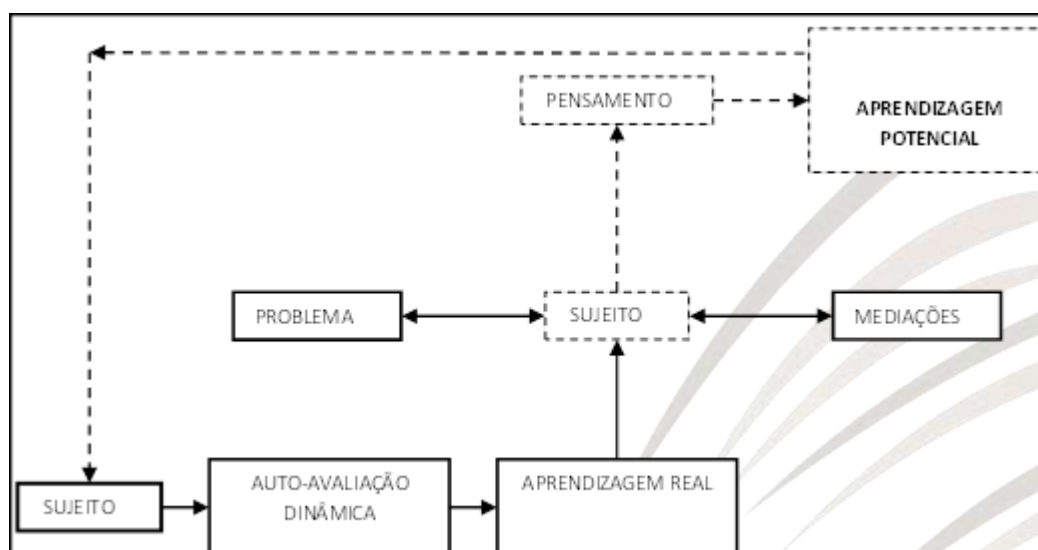 PENSAMENTO
APRENDIZAGEM
POTENCIAL
PROBLEMA
SUJEITO
MEDIAÇÕES
SUJEITO
AUTO-AVALIAÇÃO
DINÂMICA
APRENDIZAGEM REAL